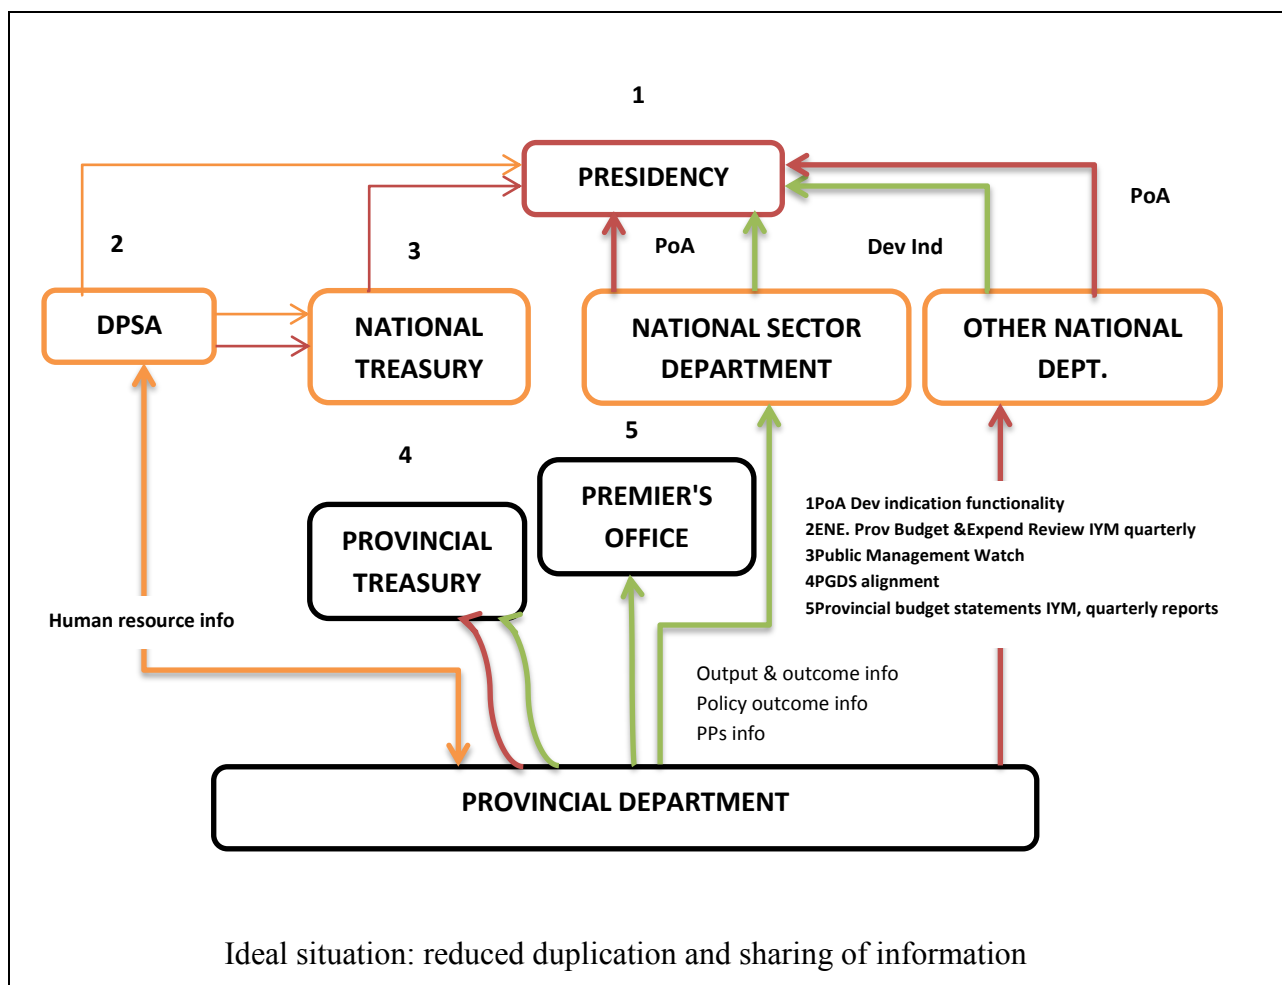 1
PRESIDENCY
PoA
PoA
Dev Ind
2
3
DPSA
NATIONAL
TREASURY
NATIONAL SECTOR
DEPARTMENT
OTHER NATIONAL
DEPT.
4
5
PROVINCIAL
TREASURY
PREMIER'S
OFFICE
1PoA Dev indication functionality
2ENE. Prov Budget &Expend Review IYM quarterly
3Public Management Watch
4PGDS alignment
5Provincial budget statements IYM, quarterly reports
Human resource info
Output & outcome info
Policy outcome info
PPs info
PROVINCIAL DEPARTMENT
Ideal situation: reduced duplication and sharing of information